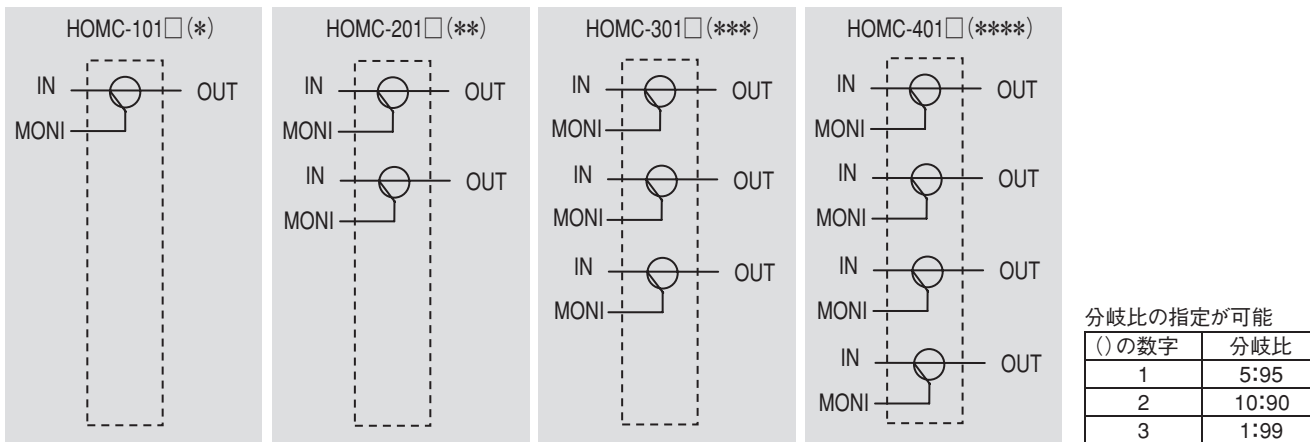 HOMC-101□(*)
IN
OUT
MONI
HOMC-201□(**)
IN
OUT
MONI
IN
OUT
MONI
HOMC-301□(***)
IN
OUT
MONI
IN
OUT
MONI
IN
OUT
MONI
HOMC-401□(****)
IN
OUT
MONI
IN
OUT
MONI
IN
OUT
MONI
IN
OUT
MONI
分岐比の指定が可能
()の数字 分岐比
1 5:95
2 10:90
3 1:99